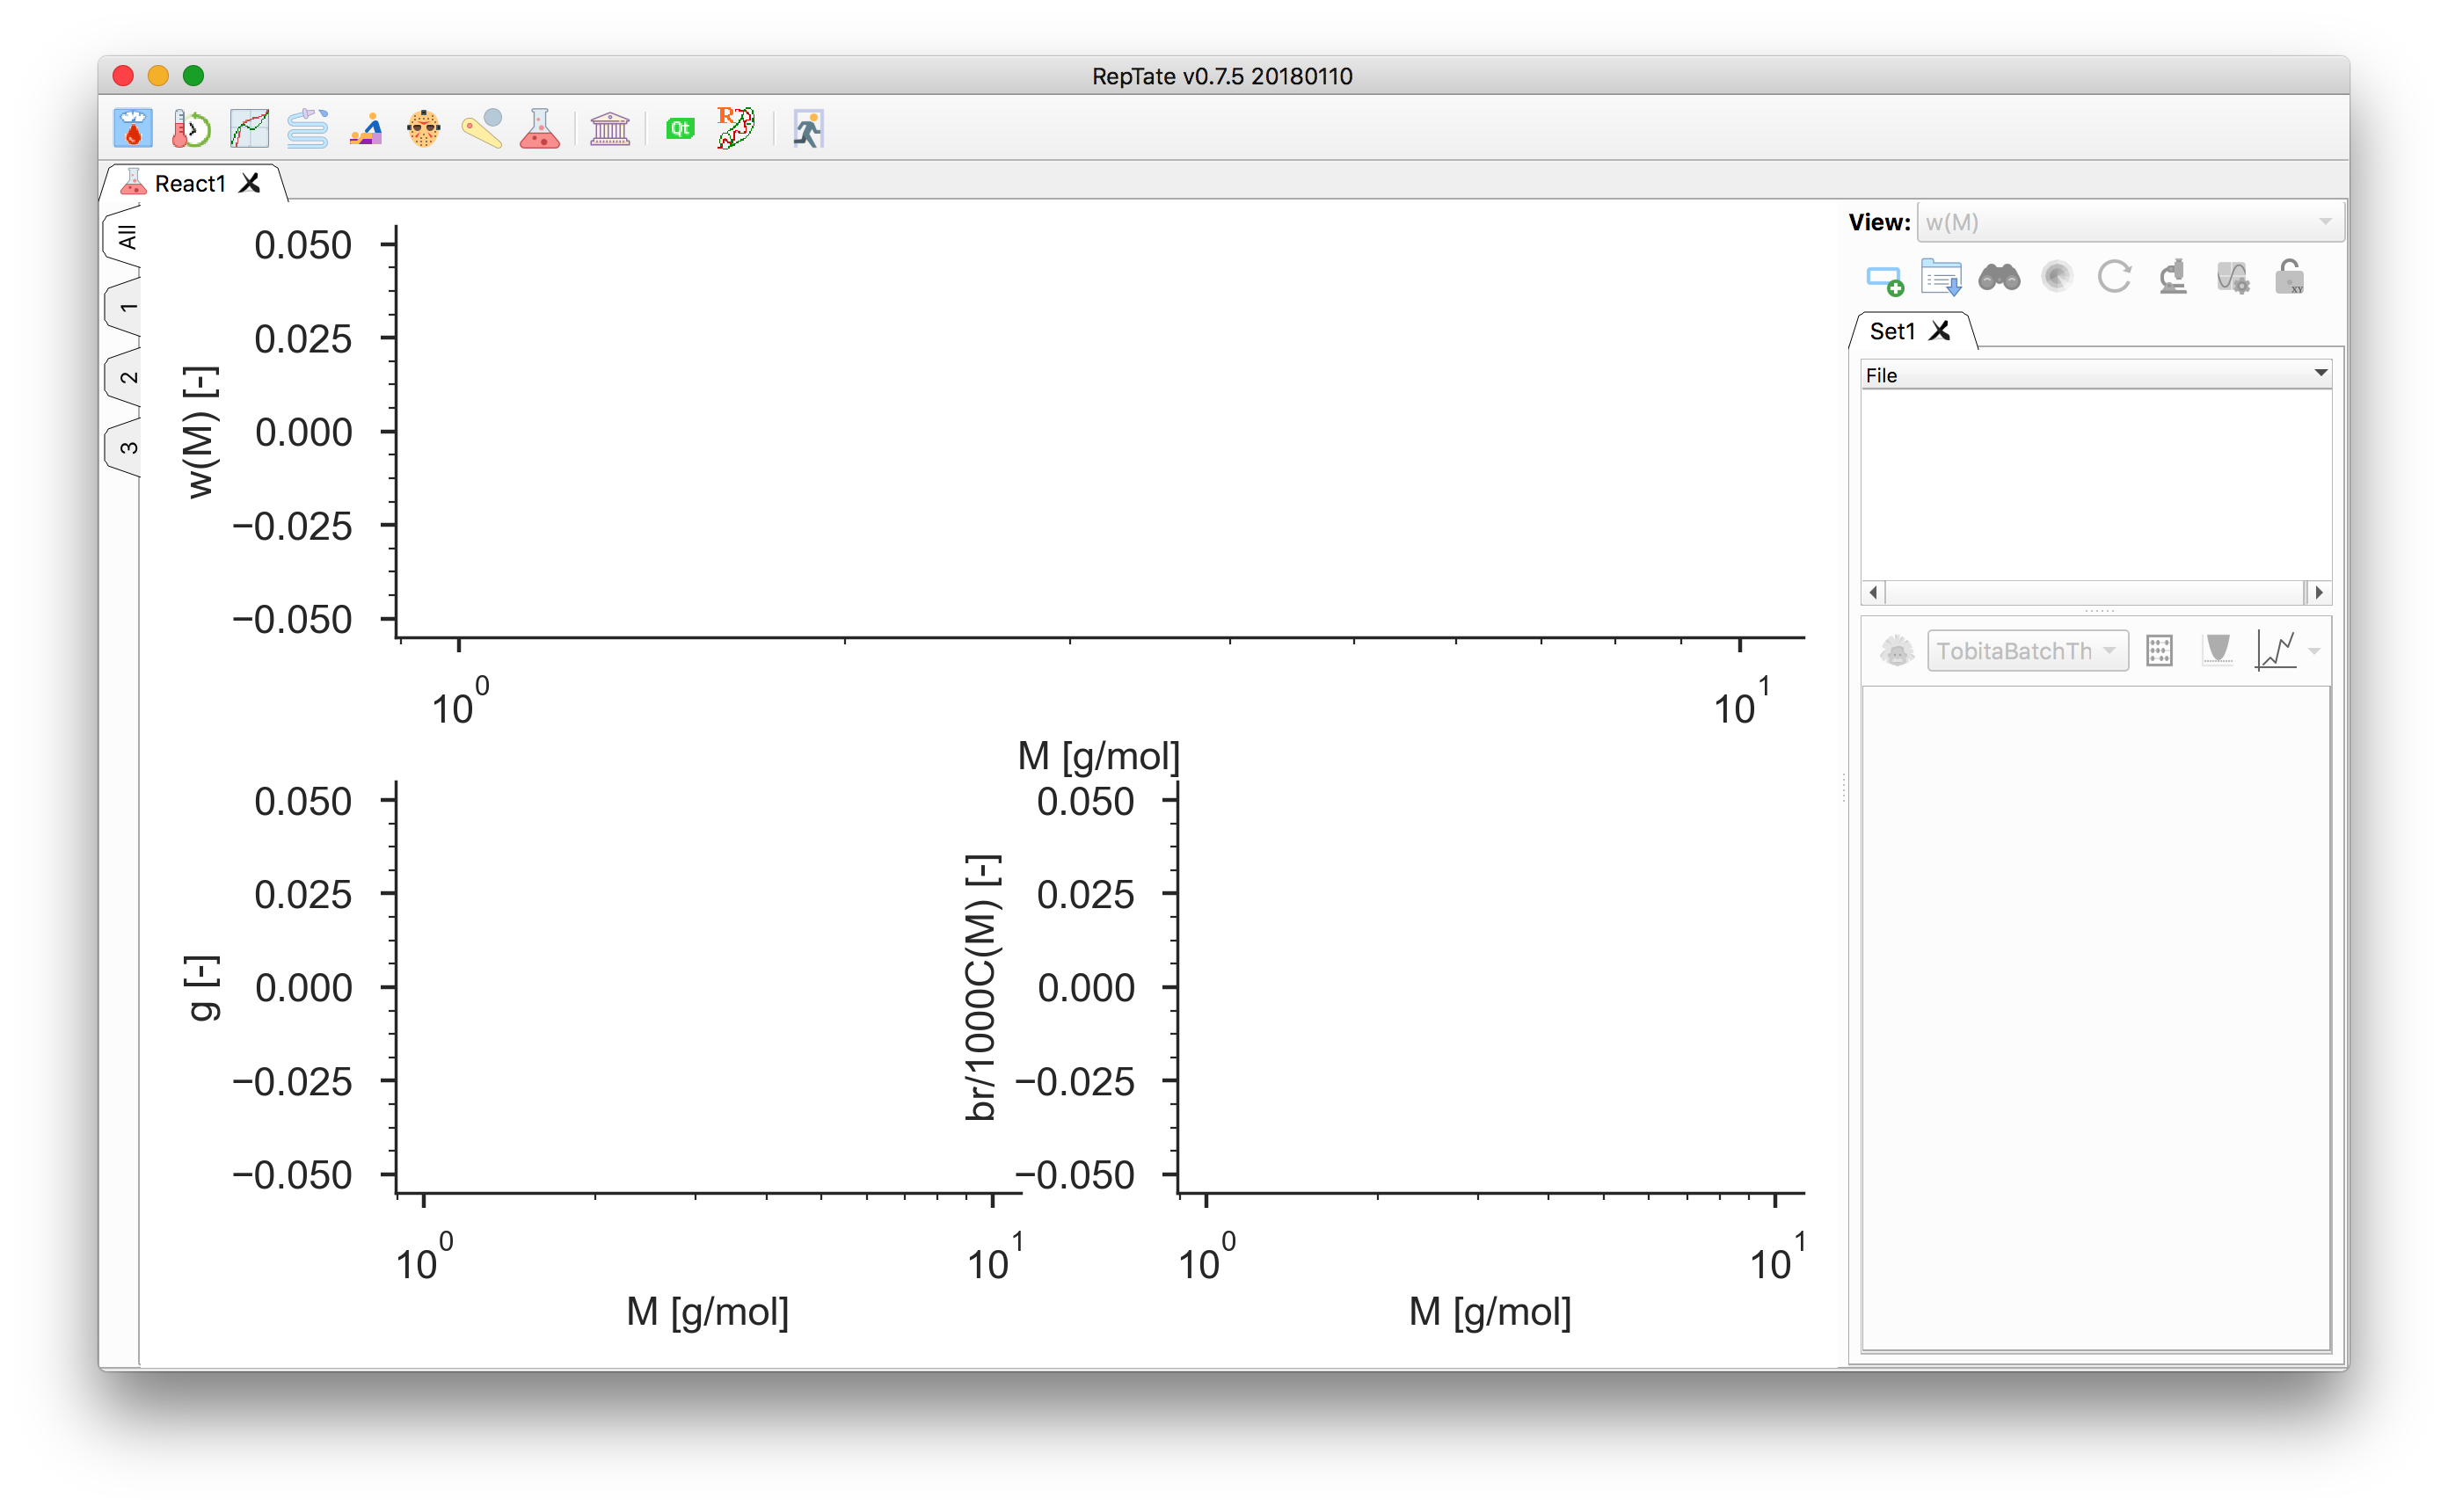 RepTate v0.7.5 20180110
Qt
R
React1
All
1
2
3
w(M) [-]
0.050
0.025
0.000
−0.025
−0.050
10^0
10^1
M [g/mol]
g [-]
0.050
0.025
0.000
−0.025
−0.050
10^0
10^1
M [g/mol]
br/1000C(M) [-]
0.050
0.025
0.000
−0.025
−0.050
10^0
10^1
M [g/mol]
View:
w(M)
XY
Set1
File
TobitaBatchTh